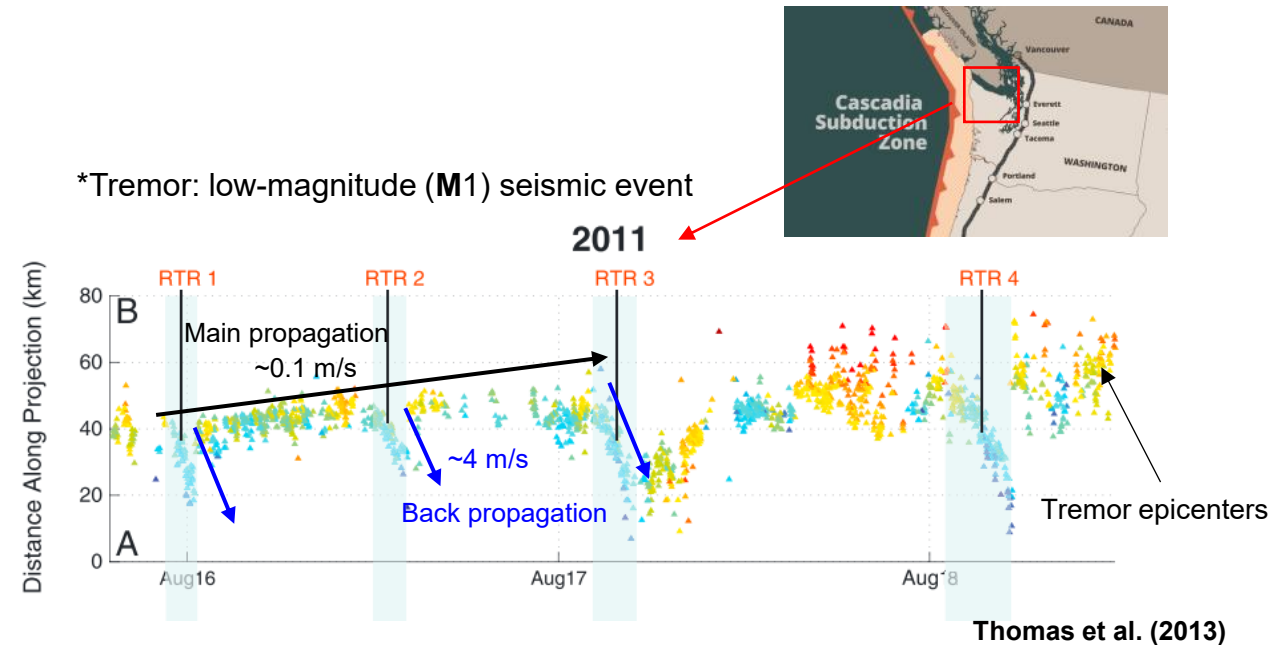 CANADA
VANCOUVER ISLAND
Vancouver
Cascadia
Subduction
Zone
Everett
Seattle
Tacoma
WASHINGTON
Portland
Salem
*Tremor: low-magnitude (M1) seismic event
2011
RTR 1
RTR 2
RTR 3
RTR 4
Distance Along Projection (km)
80
60
40
20
0
B
A
Main propagation
~0.1 m/s
~4 m/s
Back propagation
Tremor epicenters
Aug16
Aug17
Aug18
Thomas et al. (2013)